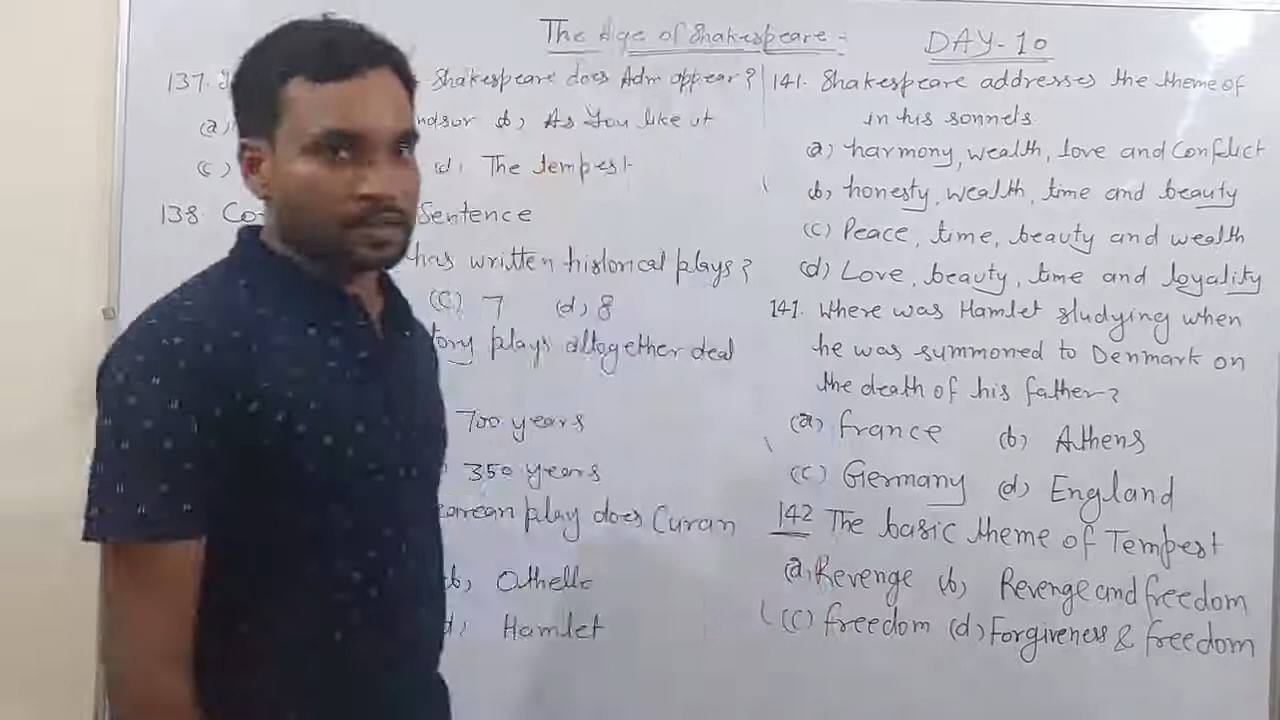 The Age of Shakespeare :
DAY-10
137. Shakespeare does Adm appear?
(a) ndsor (b) As You like it
(c) (d) The tempest
138. Co Sentence
has written historical plays?
(c) 7 (d) 8
tory plays altogether deal
700 years
350 years
earean play does Curan
b) Othello
d) Hamlet
141. Shakespeare addresses the theme of
in his sonnels
a) harmony, wealth, love and Conflict
(b) honesty, wealth, time and beauty
(c) Peace, time, beauty and wealth
(d) Love, beauty, time and loyality
141. Where was Hamlet studying when
he was summoned to Denmark on
the death of his father?
(a) france (b) Athens
(c) Germany (d) England
142 The basic theme of Tempest
(a) Revenge (b) Revenge and freedom
(c) freedom (d) Forgiveness & freedom